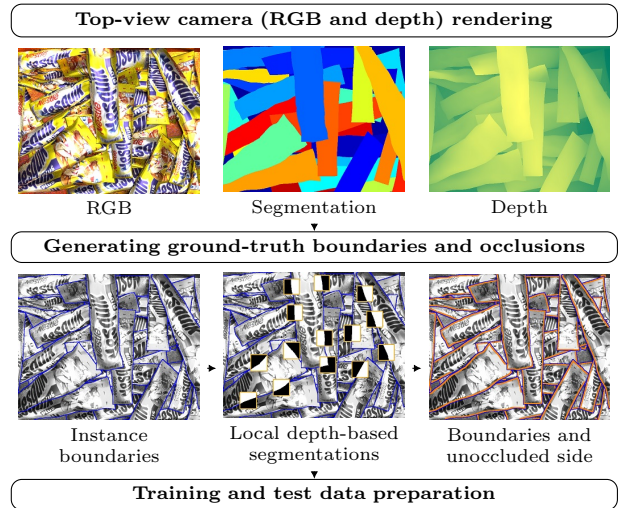 Top-view camera (RGB and depth) rendering
RGB
Segmentation
Depth
Generating ground-truth boundaries and occlusions
Instance
boundaries
Local depth-based
segmentations
Boundaries and
unoccluded side
Training and test data preparation